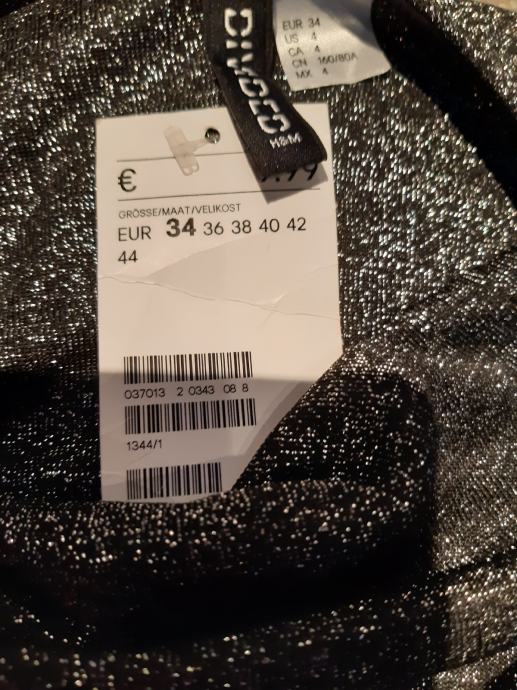 DIVIDED
H&M
EUR 34
US 4
CA 4
CN 160/80A
MX 4
€ .99
GRÖSSE/MAAT/VELIKOST
EUR 34 36 38 40 42
44
037013 2 0343 08 8
1344/1